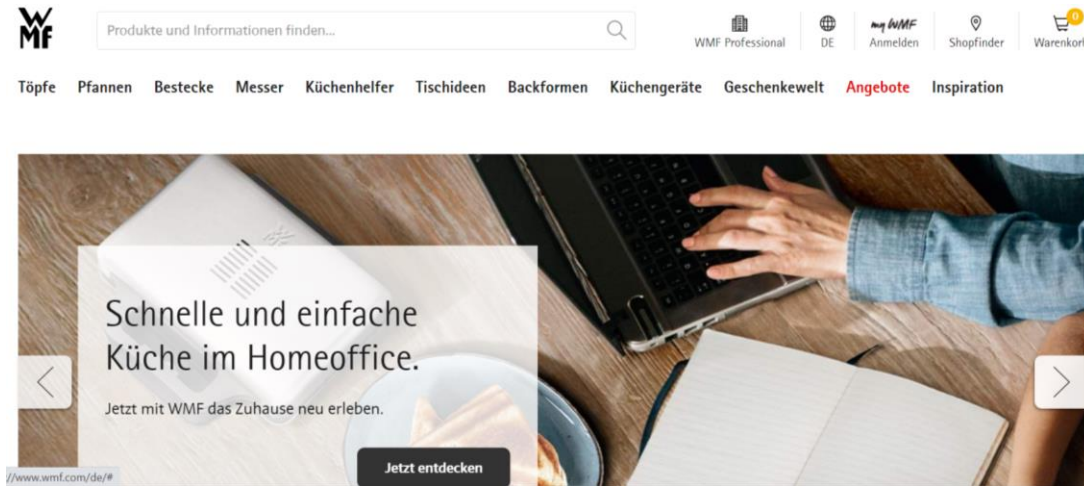 WMF
Produkte und Informationen finden...
WMF Professional
DE
my WMF
Anmelden
Shopfinder
0
Warenkorb
Töpfe Pfannen Bestecke Messer Küchenhelfer Tischideen Backformen Küchengeräte Geschenkewelt Angebote Inspiration
Schnelle und einfache
Küche im Homeoffice.
Jetzt mit WMF das Zuhause neu erleben.
Jetzt entdecken
//www.wmf.com/de/#